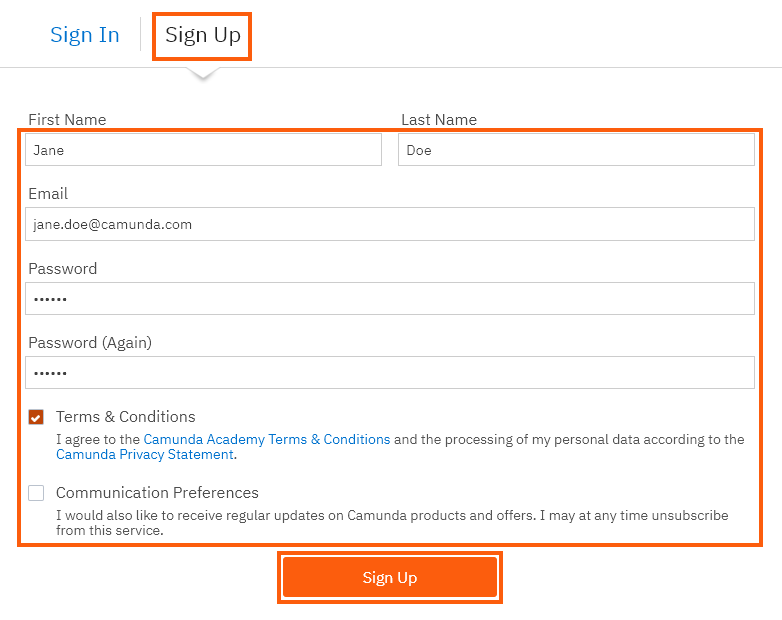 Sign In
Sign Up
First Name
Last Name
Jane
Doe
Email
jane.doe@camunda.com
Password
••••••
Password (Again)
••••••
Terms & Conditions
I agree to the Camunda Academy Terms & Conditions and the processing of my personal data according to the
Camunda Privacy Statement.
Communication Preferences
I would also like to receive regular updates on Camunda products and offers. I may at any time unsubscribe
from this service.
Sign Up